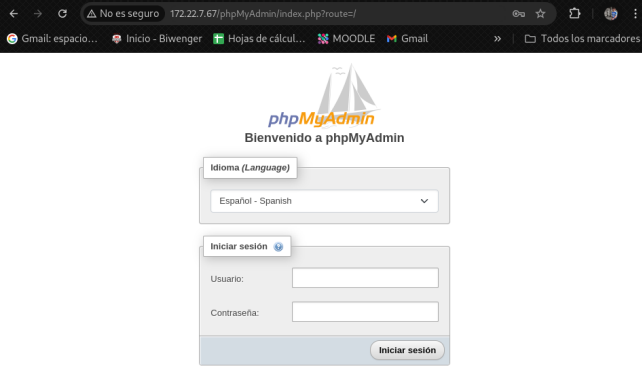 No es seguro 172.22.7.67/phpMyAdmin/index.php?route=/
Gmail: espacio... Inicio - Biwenger Hojas de cálcul... MOODLE Gmail » Todos los marcadores
phpMyAdmin
Bienvenido a phpMyAdmin
Idioma (Language)
Español - Spanish
Iniciar sesión
Usuario:
Contraseña:
Iniciar sesión